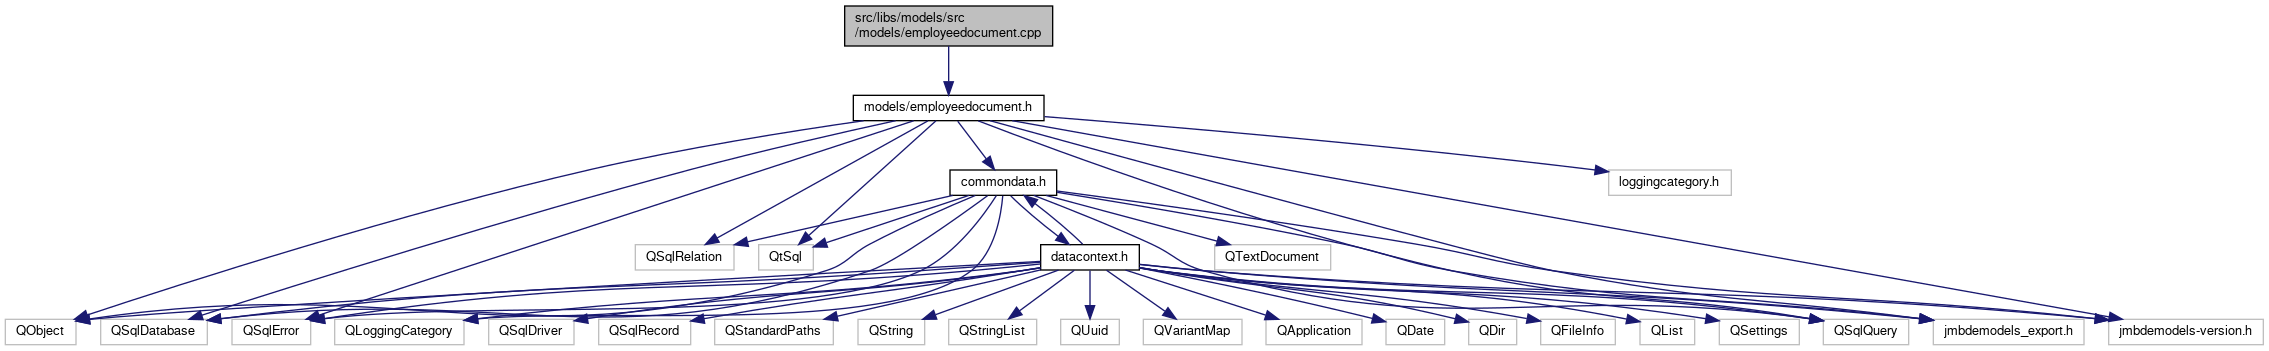 src/libs/models/src
/models/employeedocument.cpp
models/employeedocument.h
commondata.h
loggingcategory.h
QSqlRelation
QtSql
datacontext.h
QTextDocument
QObject
QSqlDatabase
QSqlError
QLoggingCategory
QSqlDriver
QSqlRecord
QStandardPaths
QString
QStringList
QUuid
QVariantMap
QApplication
QDate
QDir
QFileInfo
QList
QSettings
QSqlQuery
jmbdemodels_export.h
jmbdemodels-version.h